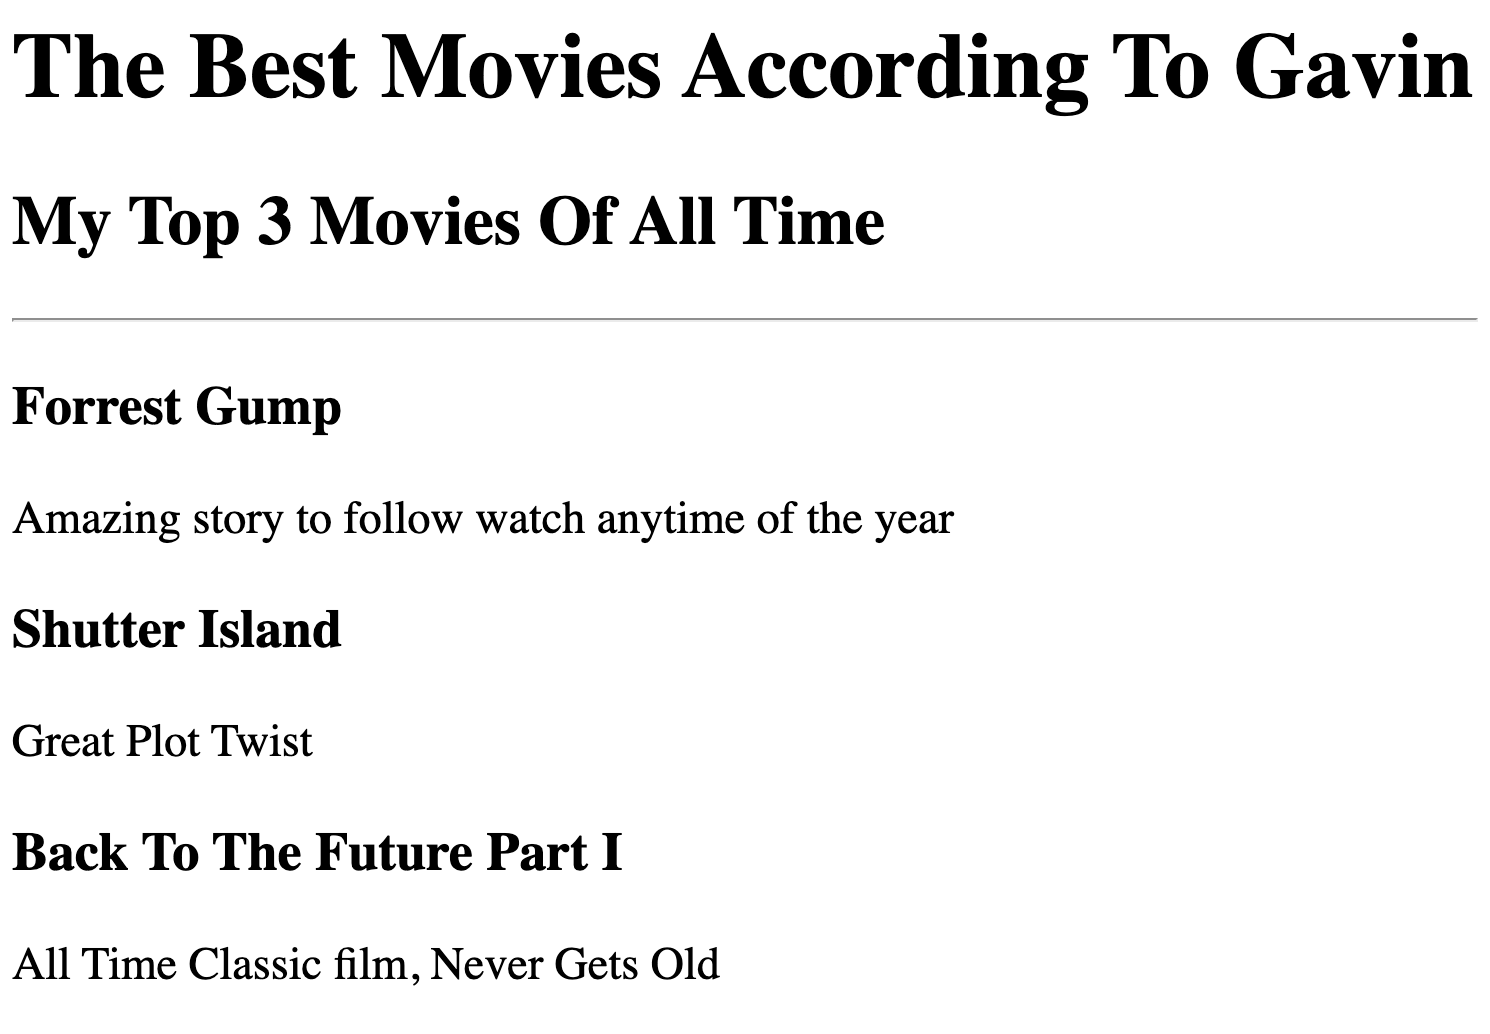 The Best Movies According To Gavin
My Top 3 Movies Of All Time
Forrest Gump
Amazing story to follow watch anytime of the year
Shutter Island
Great Plot Twist
Back To The Future Part I
All Time Classic film, Never Gets Old